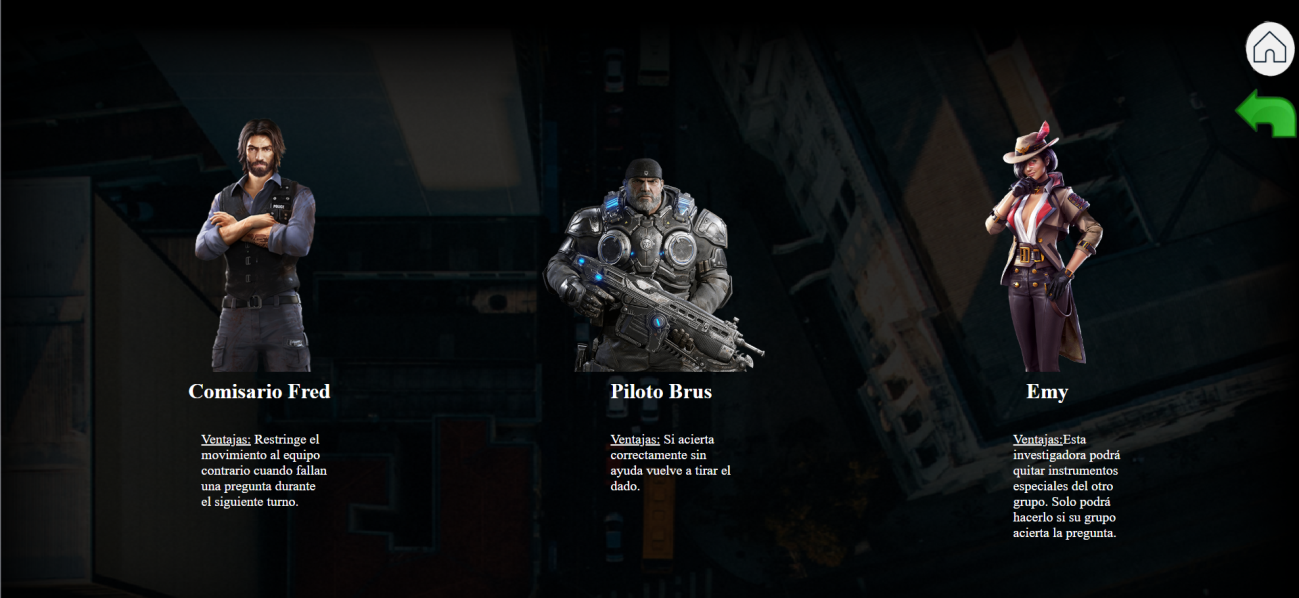 Comisario Fred
Ventajas: Restringe el
movimiento al equipo
contrario cuando fallan
una pregunta durante
el siguiente turno.
Piloto Brus
Ventajas: Si acierta
correctamente sin
ayuda vuelve a tirar el
dado.
Emy
Ventajas:Esta
investigadora podrá
quitar instrumentos
especiales del otro
grupo. Solo podrá
hacerlo si su grupo
acierta la pregunta.